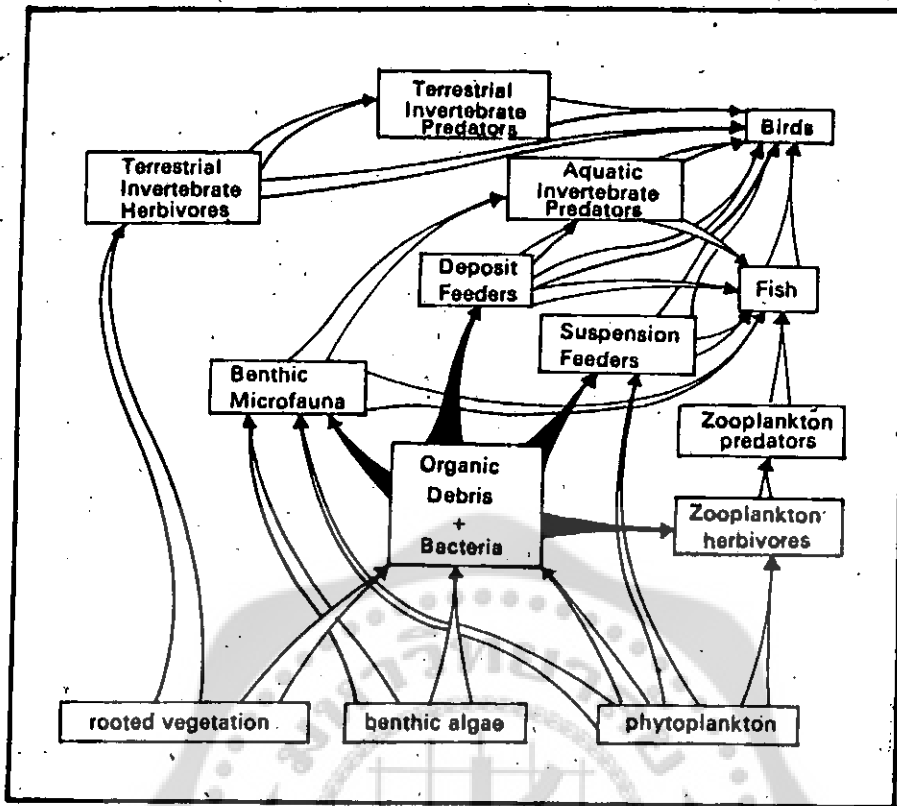 Terrestrial
Invertebrate
Predators
Birds
Terrestrial
Invertebrate
Herbivores
Aquatic
Invertebrate
Predators
Deposit
Feeders
Fish
Suspension
Feeders
Benthic
Microfauna
Zooplankton
predators
Organic
Debris
+
Bacteria
Zooplankton
herbivores
rooted vegetation
benthic algae
phytoplankton